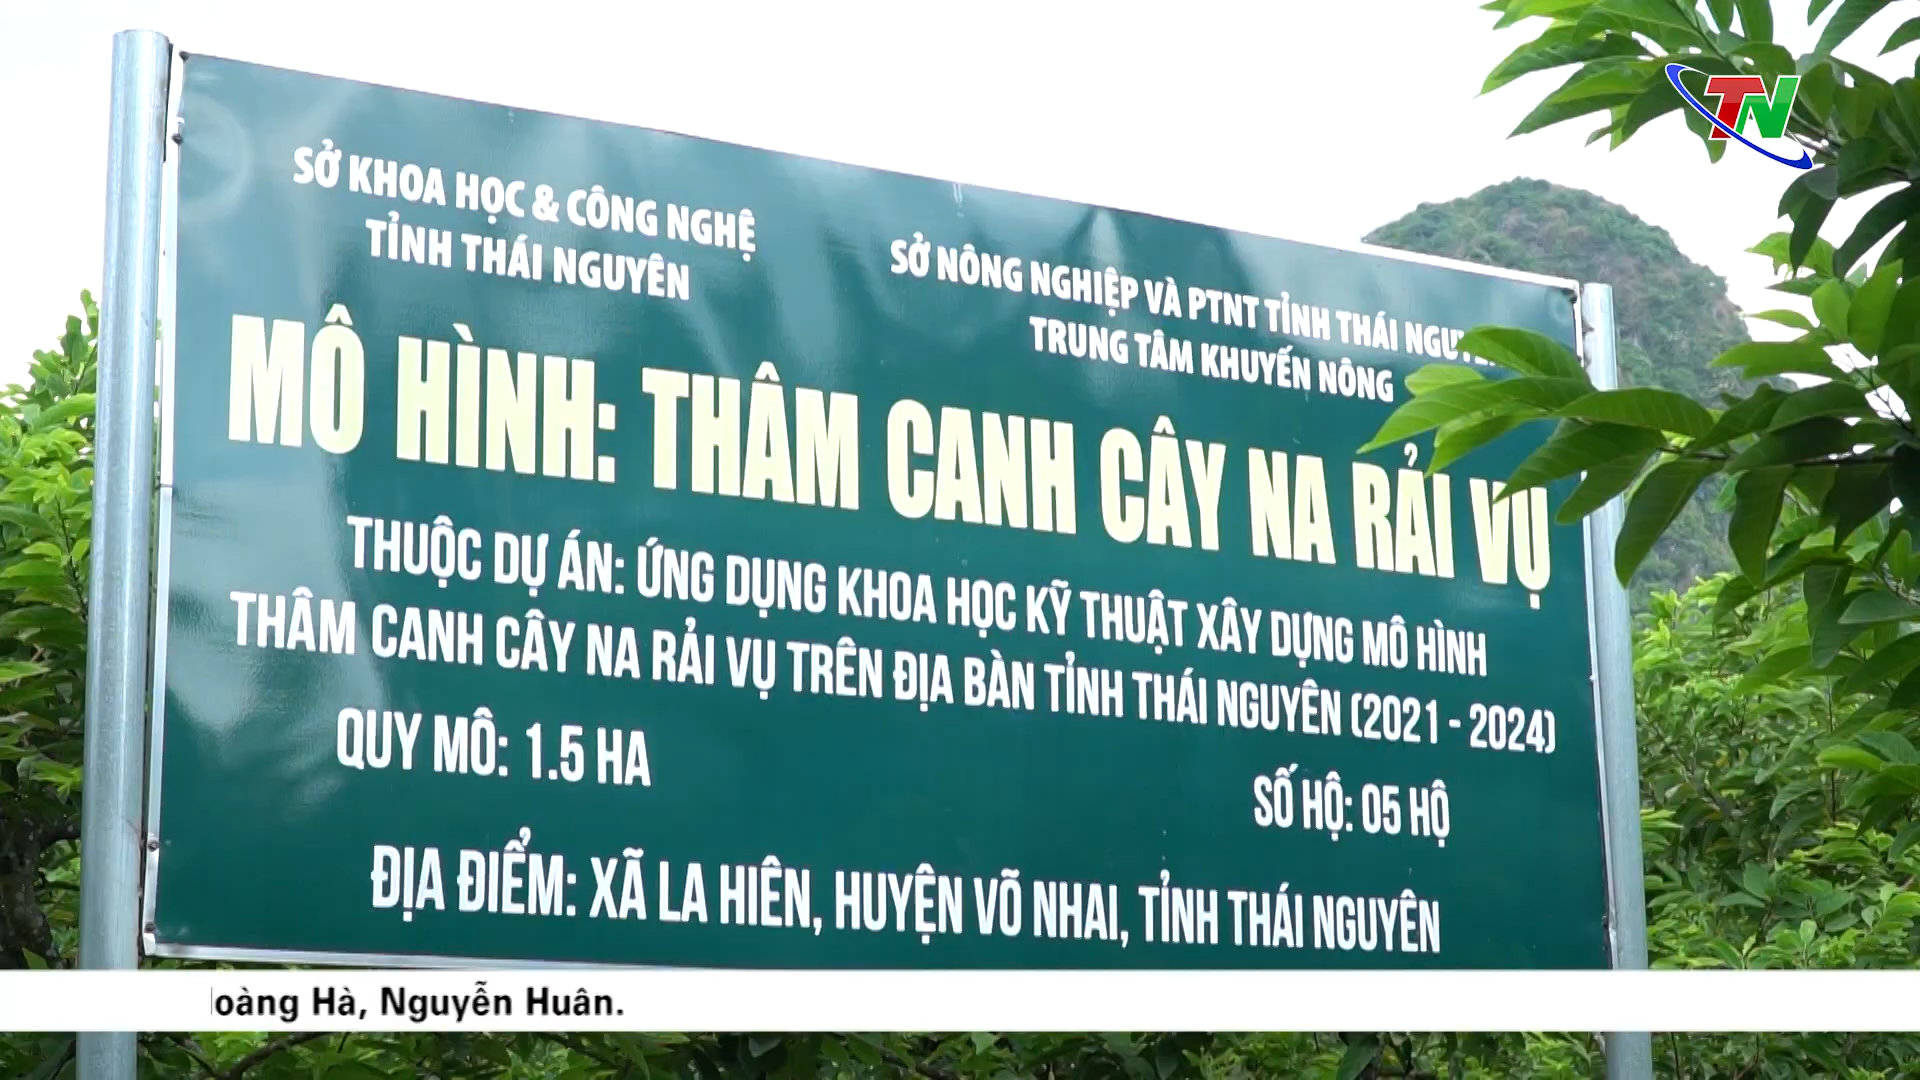 TN
SỞ KHOA HỌC & CÔNG NGHỆ
TỈNH THÁI NGUYÊN
SỞ NÔNG NGHIỆP VÀ PTNT TỈNH THÁI
TRUNG TÂM KHUYẾN NÔNG
MÔ HÌNH: THÂM CANH CÂY NA RẢI VỤ
THUỘC DỰ ÁN: ỨNG DỤNG KHOA HỌC KỸ THUẬT XÂY DỰNG MÔ HÌNH
THÂM CANH CÂY NA RẢI VỤ TRÊN ĐỊA BÀN TỈNH THÁI NGUYÊN (2021 - 2024)
QUY MÔ: 1.5 HA
SỐ HỘ: 05 HỘ
ĐỊA ĐIỂM: XÃ LA HIÊN, HUYỆN VÕ NHAI, TỈNH THÁI NGUYÊN
Hà, Nguyễn Huân.